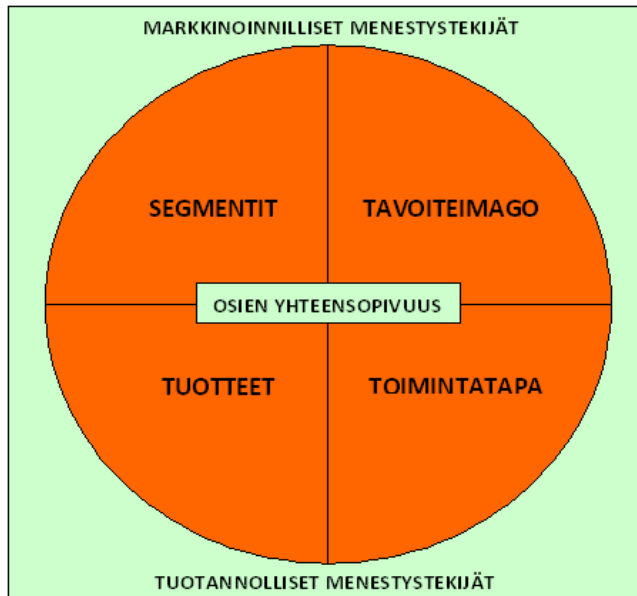 MARKKINOINNILLISET MENESTYSTEKIJÄT
SEGMENTIT
TAVOITEIMAGO
OSIEN YHTEENSOPIVUUS
TUOTTEET
TOIMINTATAPA
TUOTANNOLLISET MENESTYSTEKIJÄT